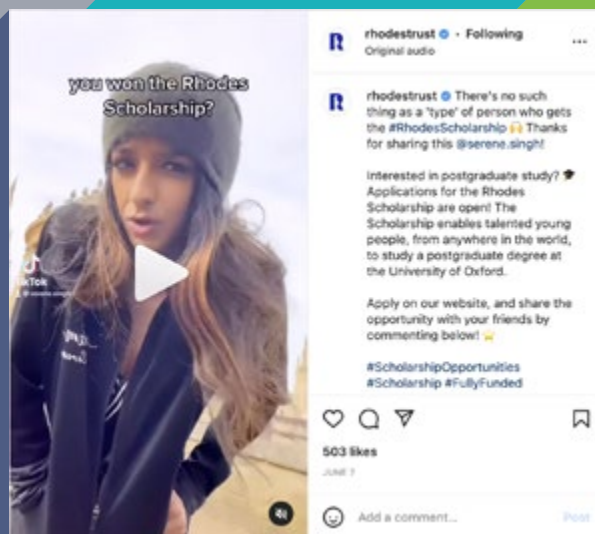 you won the Rhodes
Scholarship?
TikTok
rhodestrust • Following
Original audio
rhodestrust There's no such
thing as a 'type' of person who gets
the #RhodesScholarship 🙌 Thanks
for sharing this @serene.singh!
Interested in postgraduate study? 🎓
Applications for the Rhodes
Scholarship are open! The
Scholarship enables talented young
people, from anywhere in the world,
to study a postgraduate degree at
the University of Oxford.
Apply on our website, and share the
opportunity with your friends by
commenting below! ⭐
#ScholarshipOpportunities
#Scholarship #FullyFunded
503 likes
JUNE 7
Add a comment...
Post